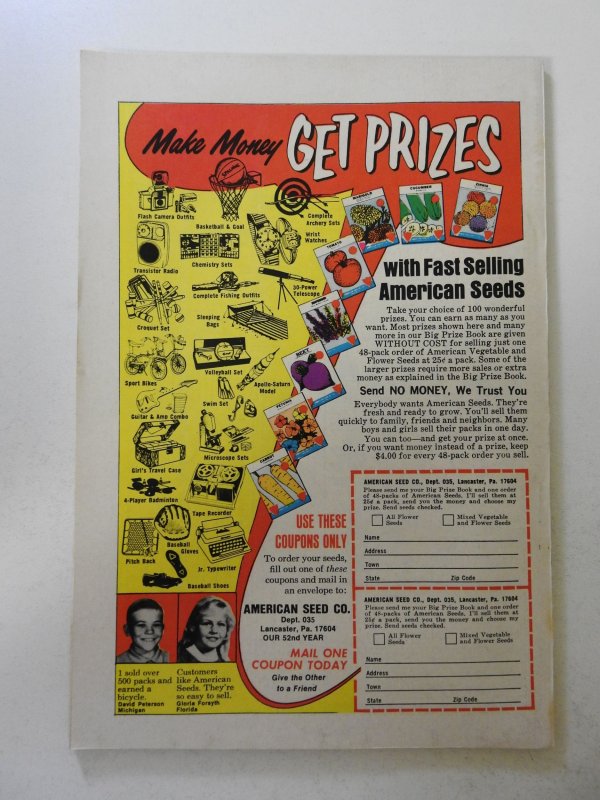 Make Money GET PRIZES
Flash Camera Outfits
Basketball & Goal
Complete
Archery Sets
Wrist
Watches
Transistor Radio
Chemistry Sets
30-Power
Telescope
Complete Fishing Outfits
Croquet Set
Sleeping
Bags
Volleyball Set
Sport Bikes
Apollo-Saturn
Model
Swim Set
Guitar & Amp Combo
Girl's Travel Case
Microscope Sets
4-Player Badminton
Tape Recorder
Pitch Back
Baseball
Gloves
Jr. Typewriter
Baseball Shoes
MARIGOLD
CUCUMBER
ZINNIA
TOMATO
BEET
PETUNIA
CARROT
with Fast Selling
American Seeds
Take your choice of 100 wonderful
prizes. You can earn as many as you
want. Most prizes shown here and many
more in our Big Prize Book are given
WITHOUT COST for selling just one
48-pack order of American Vegetable and
Flower Seeds at 25¢ a pack. Some of the
larger prizes require more sales or extra
money as explained in the Big Prize Book.
Send NO MONEY, We Trust You
Everybody wants American Seeds. They're
fresh and ready to grow. You'll sell them
quickly to family, friends and neighbors. Many
boys and girls sell their packs in one day.
You can too—and get your prize at once.
Or, if you want money instead of a prize, keep
$4.00 for every 48-pack order you sell.
USE THESE
COUPONS ONLY
To order your seeds,
fill out one of these
coupons and mail in
an envelope to:
AMERICAN SEED CO.
Dept. 035
Lancaster, Pa. 17604
OUR 52nd YEAR
MAIL ONE
COUPON TODAY
Give the Other
to a Friend
I sold over
500 packs and
earned a
bicycle.
David Peterson
Michigan
Customers
like American
Seeds. They're
so easy to sell.
Gloria Forsyth
Florida
AMERICAN SEED CO., Dept. 035, Lancaster, Pa. 17604
Please send me your Big Prize Book and one order
of 48-packs of American Seeds. I'll sell them at
25¢ a pack, send you the money and choose my
prize. Send seeds checked.
All Flower
Seeds
Mixed Vegetable
and Flower Seeds
Name
Address
Town
State Zip Code
AMERICAN SEED CO., Dept. 035, Lancaster, Pa. 17604
Please send me your Big Prize Book and one order
of 48-packs of American Seeds. I'll sell them at
25¢ a pack, send you the money and choose my
prize. Send seeds checked.
All Flower
Seeds
Mixed Vegetable
and Flower Seeds
Name
Address
Town
State Zip Code